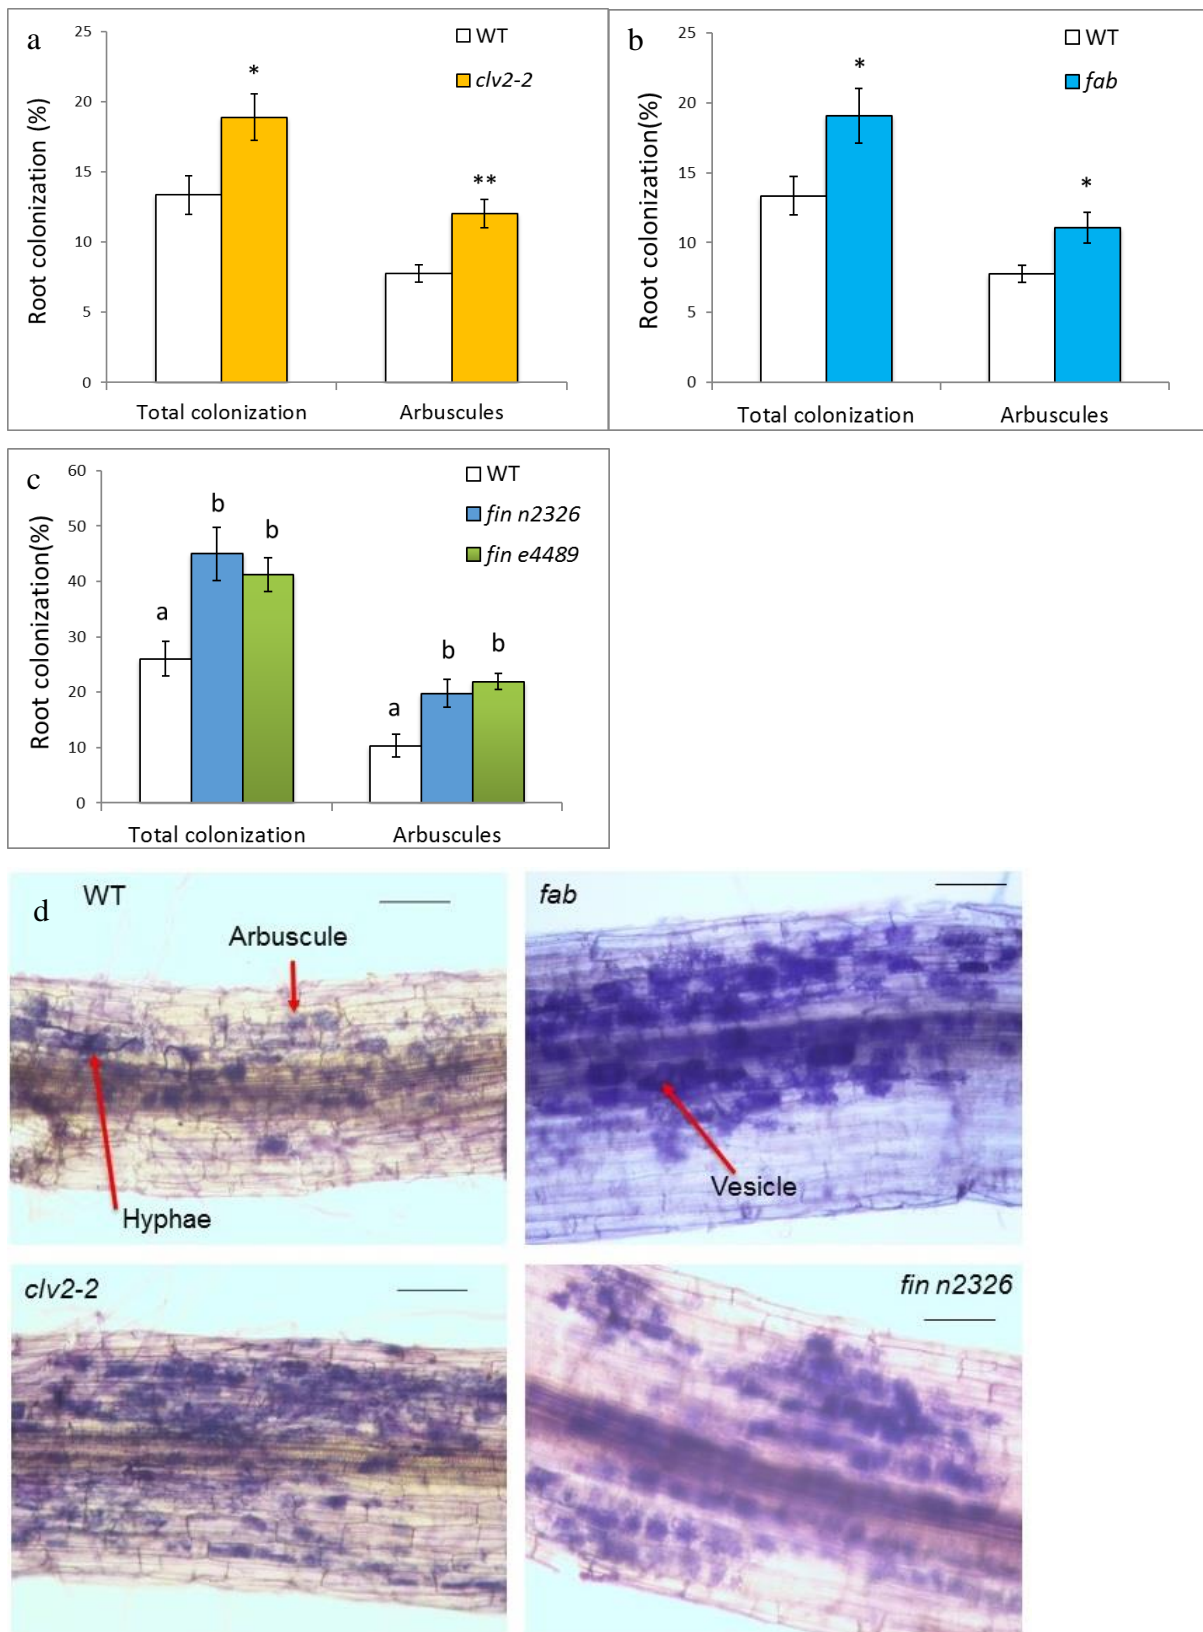 a
WT
clv2-2
Root colonization (%)
25
20
15
10
5
0
*
**
Total colonization
Arbuscules
b
WT
fab
Root colonization(%)
25
20
15
10
5
0
*
*
Total colonization
Arbuscules
c
WT
fin n2326
fin e4489
Root colonization(%)
60
50
40
30
20
10
0
a
b
b
a
b
b
Total colonization
Arbuscules
d
WT
Arbuscule
Hyphae
fab
Vesicle
clv2-2
fin n2326